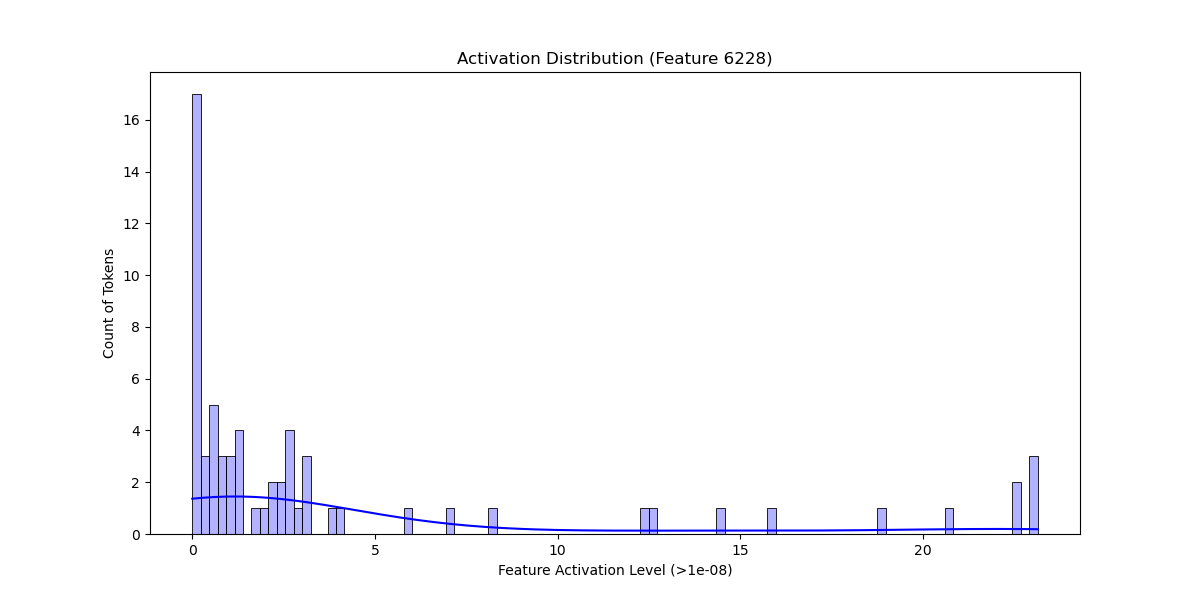 Activation Distribution (Feature 6228)
Count of Tokens
16
14
12
10
8
6
4
2
0
0 5 10 15 20
Feature Activation Level (>1e-08)